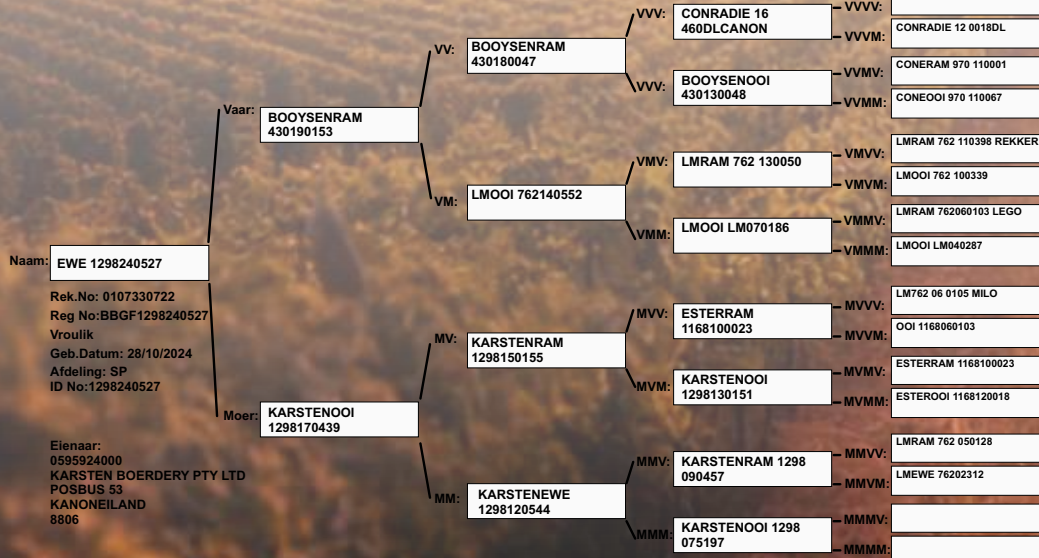 Naam:
EWE 1298240527
Rek.No: 0107330722
Reg No:BBGF1298240527
Vroulik
Geb.Datum: 28/10/2024
Afdeling: SP
ID No:1298240527
Eienaar:
0595924000
KARSTEN BOERDERY PTY LTD
POSBUS 53
KANONEILAND
8806
Vaar:
BOOYSENRAM
430190153
Moer:
KARSTENOOI
1298170439
VV:
BOOYSENRAM
430180047
VM:
LMOOI 762140552
MV:
KARSTENRAM
1298150155
MM:
KARSTENEWE
1298120544
VVV:
CONRADIE 16
460DLCANON
VVV:
BOOYSENOOI
430130048
VMV:
LMRAM 762 130050
VMM:
LMOOI LM070186
MVV:
ESTERRAM
1168100023
MVM:
KARSTENOOI
1298130151
MMV:
KARSTENRAM 1298
090457
MMM:
KARSTENOOI 1298
075197
VVVV:
VVVM:
CONRADIE 12 0018DL
VVMV:
CONERAM 970 110001
VVMM:
CONEOOI 970 110067
VMVV:
LMRAM 762 110398 REKKER
VMVM:
LMOOI 762 100339
VMMV:
LMRAM 762060103 LEGO
VMMM:
LMOOI LM040287
MVVV:
LM762 06 0105 MILO
MVVM:
OOI 1168060103
MVMV:
ESTERRAM 1168100023
MVMM:
ESTEROOI 1168120018
MMVV:
LMRAM 762 050128
MMVM:
LMEWE 76202312
MMMV:
MMMM: